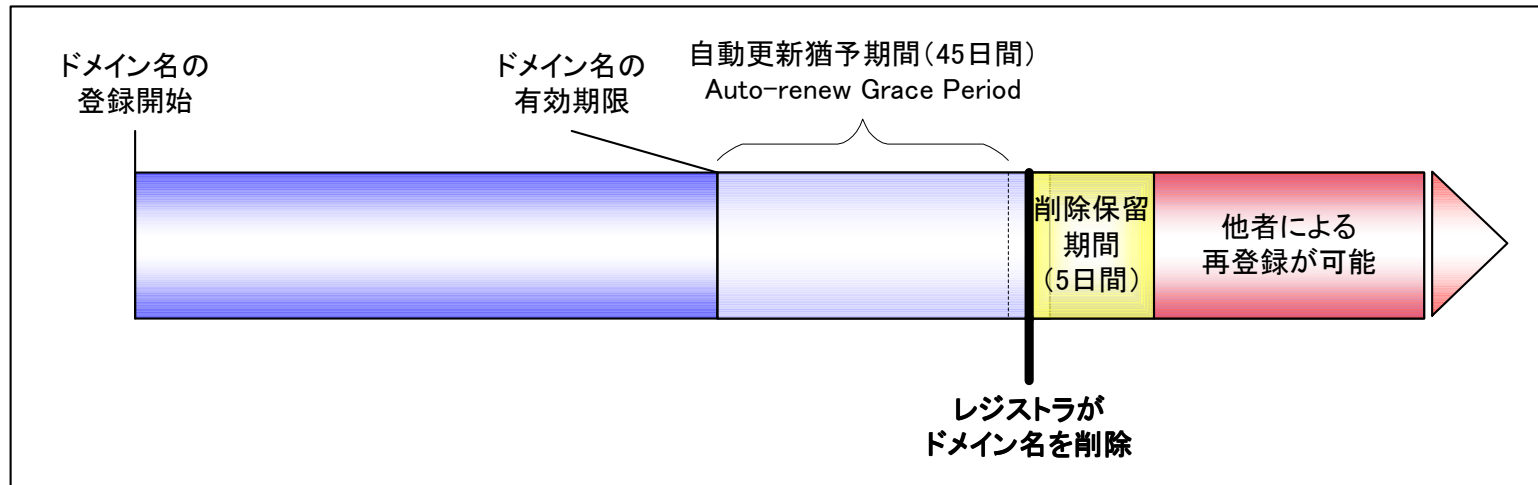 ドメイン名の
登録開始
ドメイン名の
有効期限
自動更新猶予期間(45日間)
Auto-renew Grace Period
削除保留
期間
(5日間)
他者による
再登録が可能
レジストラが
ドメイン名を削除